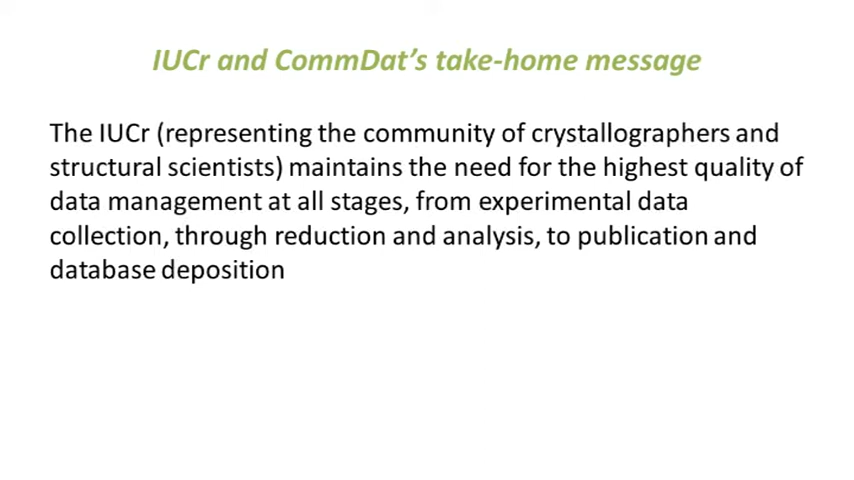 IUCr and CommDat’s take-home message
The IUCr (representing the community of crystallographers and
structural scientists) maintains the need for the highest quality of
data management at all stages, from experimental data
collection, through reduction and analysis, to publication and
database deposition